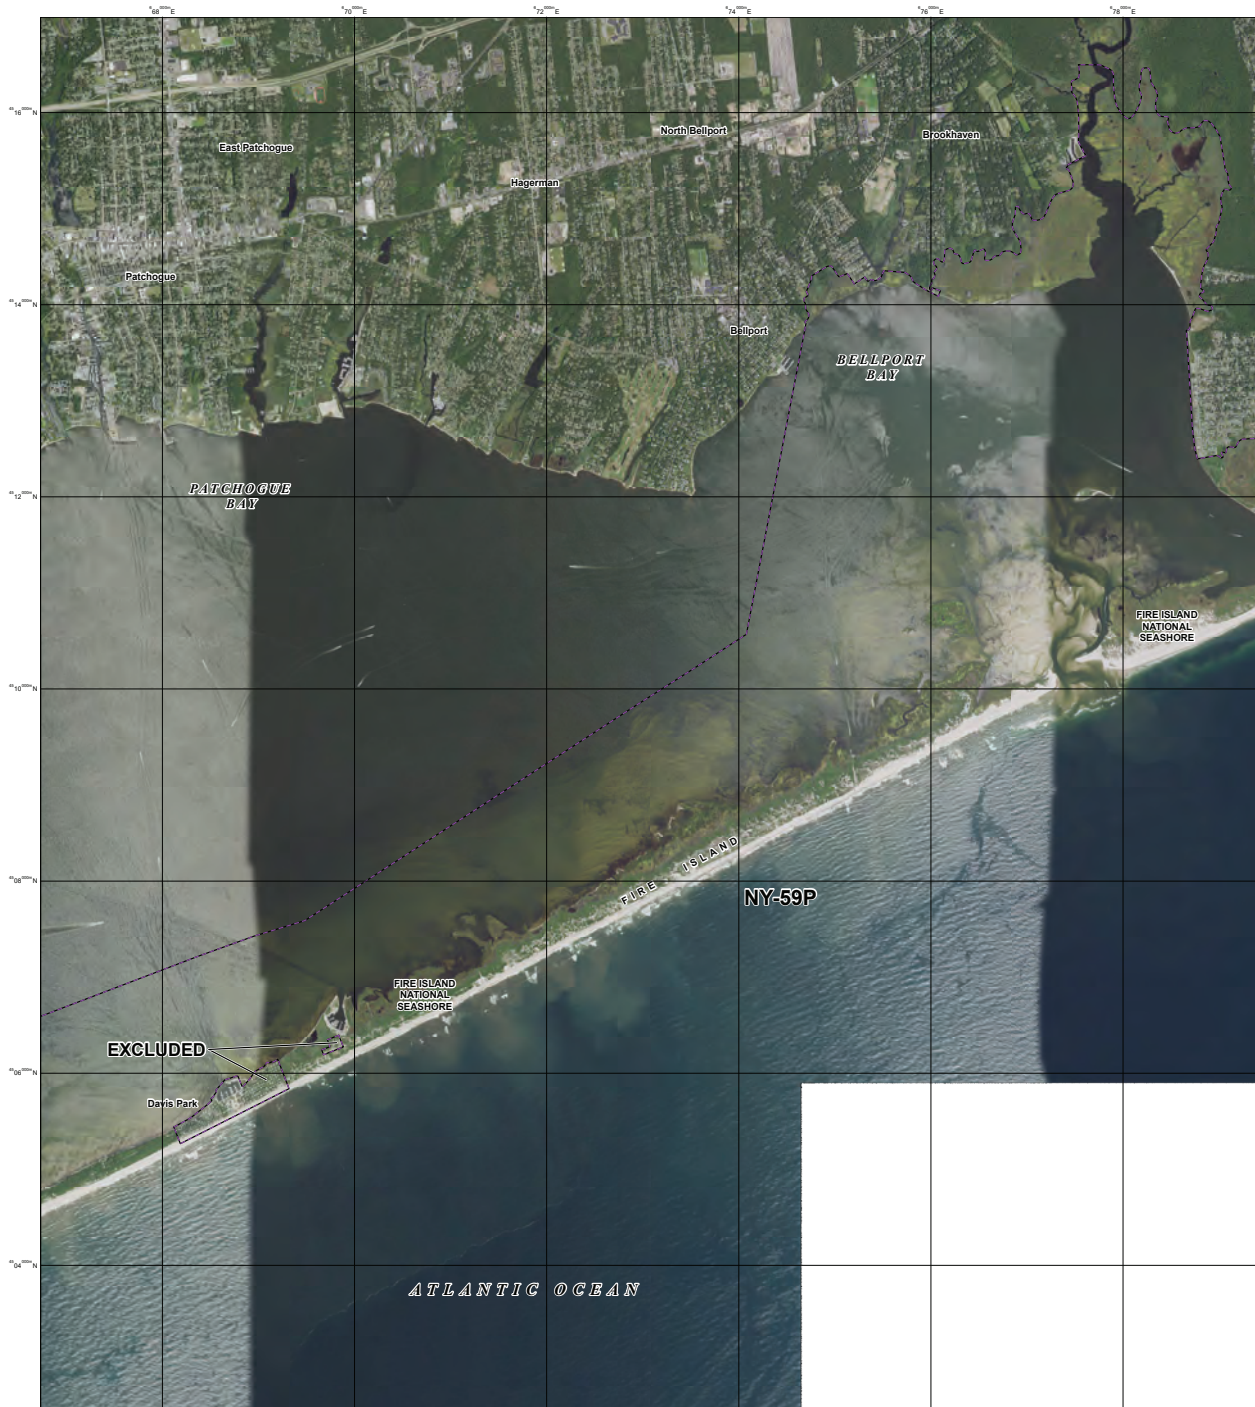 North Bellport
Brookhaven
East Patchogue
Hagerman
Patchogue
Bellport
BELLPORT
BAY
PATCHOGUE
BAY
FIRE ISLAND
NATIONAL
SEASHORE
FIRE ISLAND
NY-59P
FIRE ISLAND
NATIONAL
SEASHORE
EXCLUDED
Davis Park
ATLANTIC OCEAN